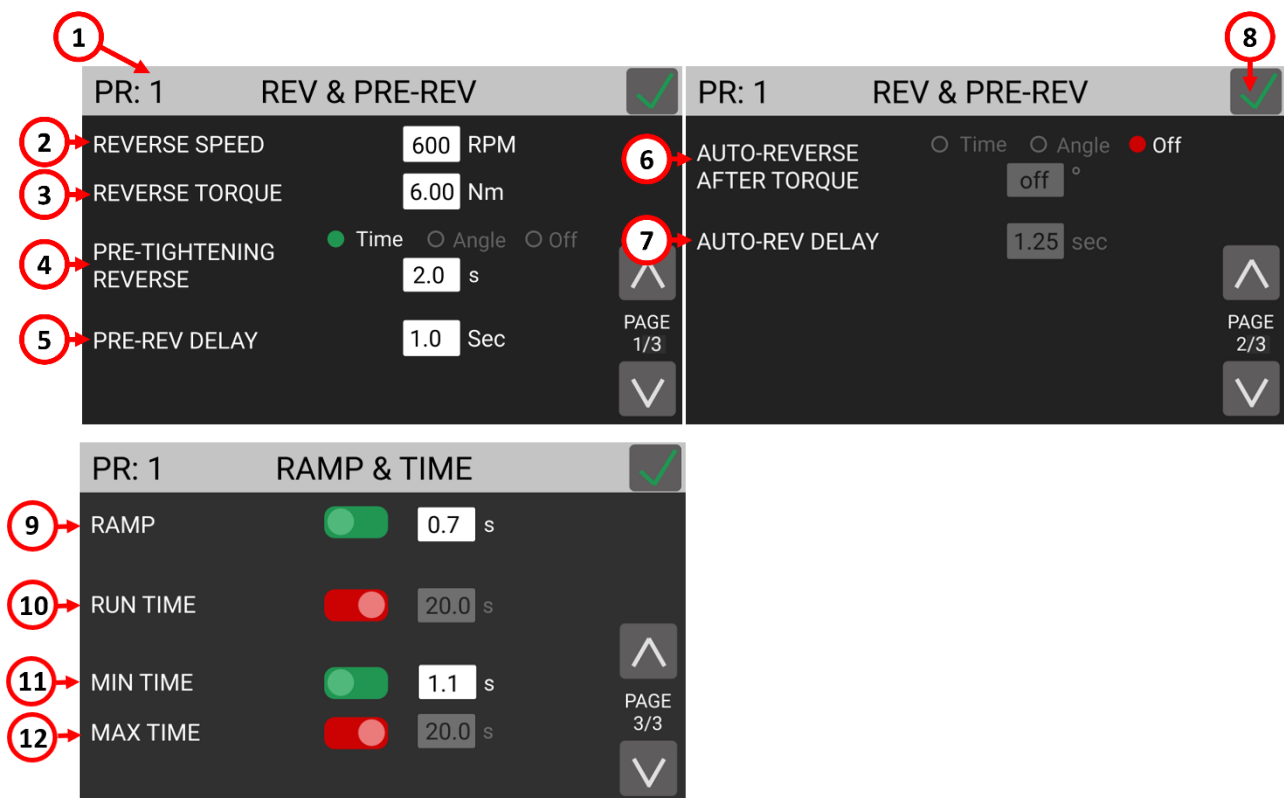 1
8
PR: 1 REV & PRE-REV
2 REVERSE SPEED 600 RPM
3 REVERSE TORQUE 6.00 Nm
Time Angle Off
4 PRE-TIGHTENING
REVERSE 2.0 s
5 PRE-REV DELAY 1.0 Sec
PAGE
1/3
PR: 1 REV & PRE-REV
Time Angle Off
6 AUTO-REVERSE
AFTER TORQUE off °
7 AUTO-REV DELAY 1.25 sec
PAGE
2/3
PR: 1 RAMP & TIME
9 RAMP 0.7 s
10 RUN TIME 20.0 s
11 MIN TIME 1.1 s
12 MAX TIME 20.0 s
PAGE
3/3